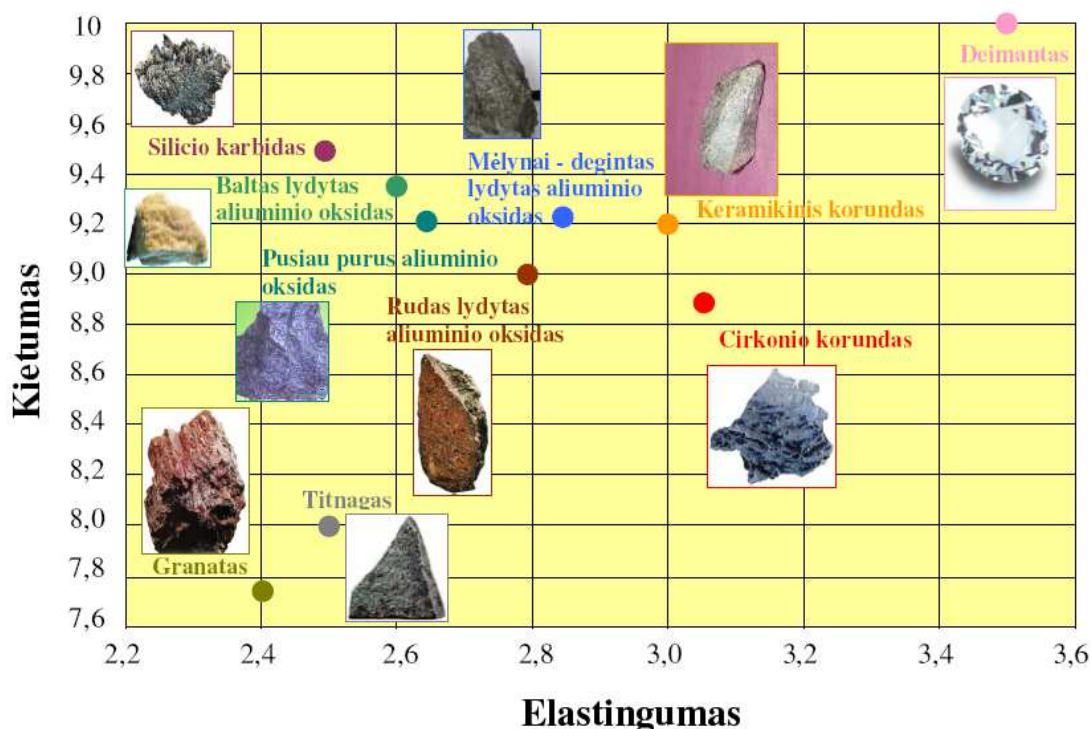 Kietumas
10
9,8
9,6
9,4
9,2
9,0
8,8
8,6
8,4
8,2
8,0
7,8
7,6
Deimantas
Silicio karbidas
Mėlynai - degintas
lydytas aliuminio
oksidas
Baltas lydytas
aliuminio oksidas
Keramikinis korundas
Pusiau purus aliuminio
oksidas
Rudas lydytas
aliuminio oksidas
Cirkonio korundas
Titnagas
Granatas
2,2
2,4
2,6
2,8
3,0
3,2
3,4
3,6
Elastingumas